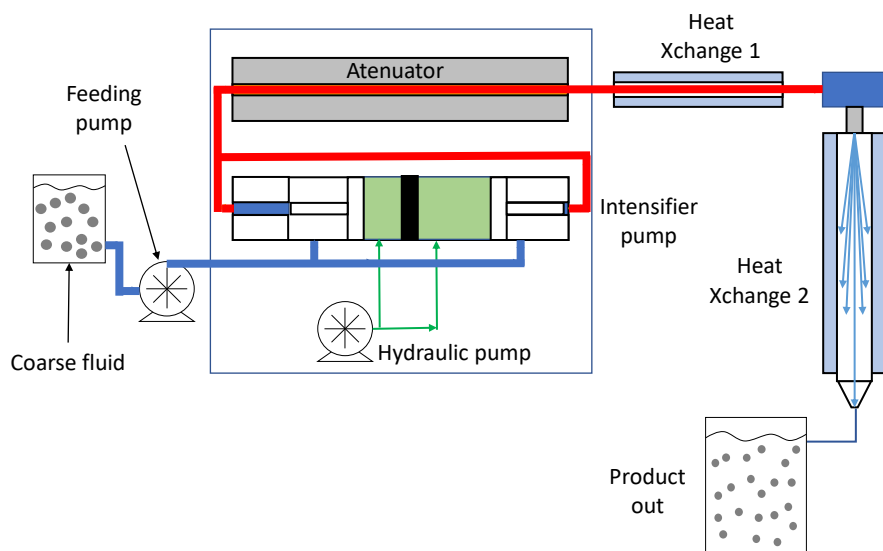 Heat
Xchange 1
Atenuator
Feeding
pump
Intensifier
pump
Heat
Xchange 2
Hydraulic pump
Coarse fluid
Product
out